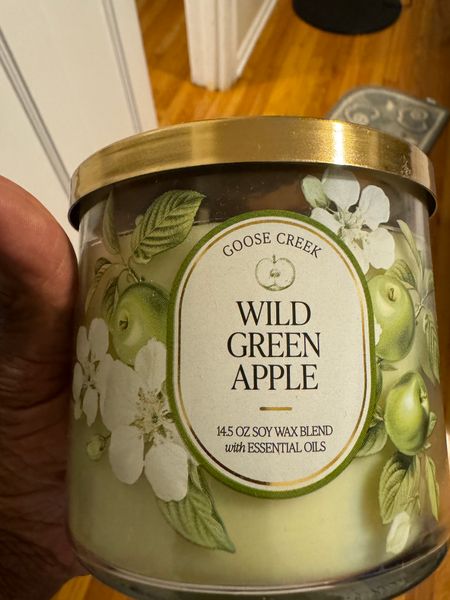 GOOSE CREEK
WILD
GREEN
APPLE
14.5 OZ SOY WAX BLEND
with ESSENTIAL OILS